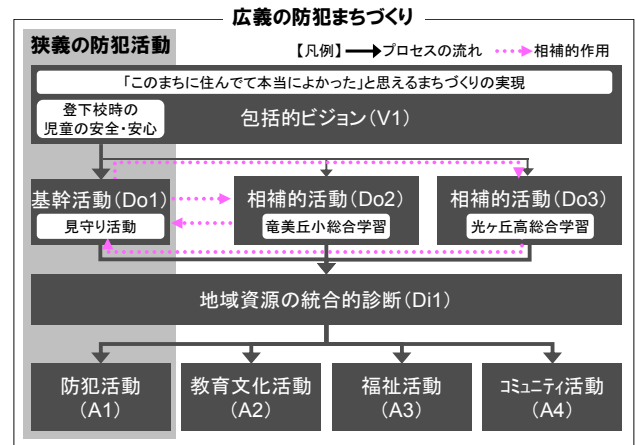 広義の防犯まちづくり
狭義の防犯活動
【凡例】 プロセスの流れ 相補的作用
「このまちに住んでて本当によかった」と思えるまちづくりの実現
登下校時の
児童の安全・安心
包括的ビジョン(V1)
基幹活動(Do1)
見守り活動
相補的活動(Do2)
竜美丘小総合学習
相補的活動(Do3)
光ヶ丘高総合学習
地域資源の統合的診断(Di1)
防犯活動
(A1)
教育文化活動
(A2)
福祉活動
(A3)
コミュニティ活動
(A4)